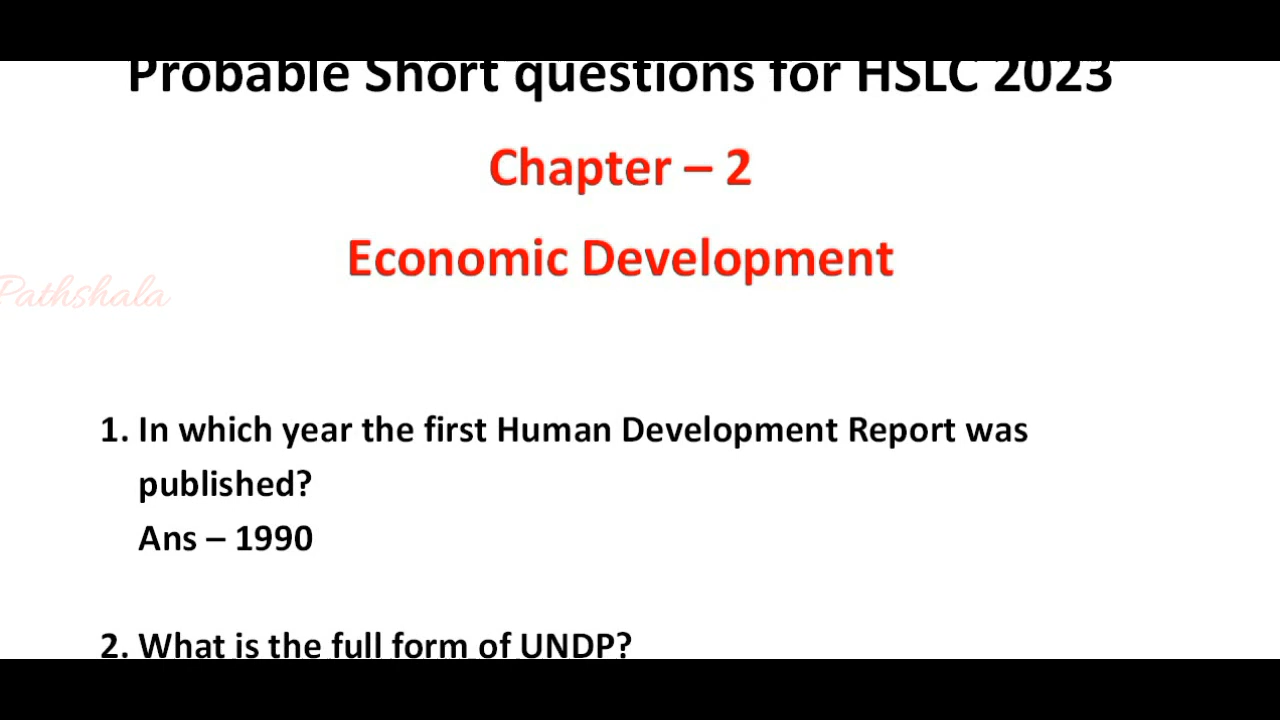 Probable Short questions for HSLC 2023
Chapter – 2
Economic Development
Pathshala
1. In which year the first Human Development Report was
published?
Ans – 1990
2. What is the full form of UNDP?